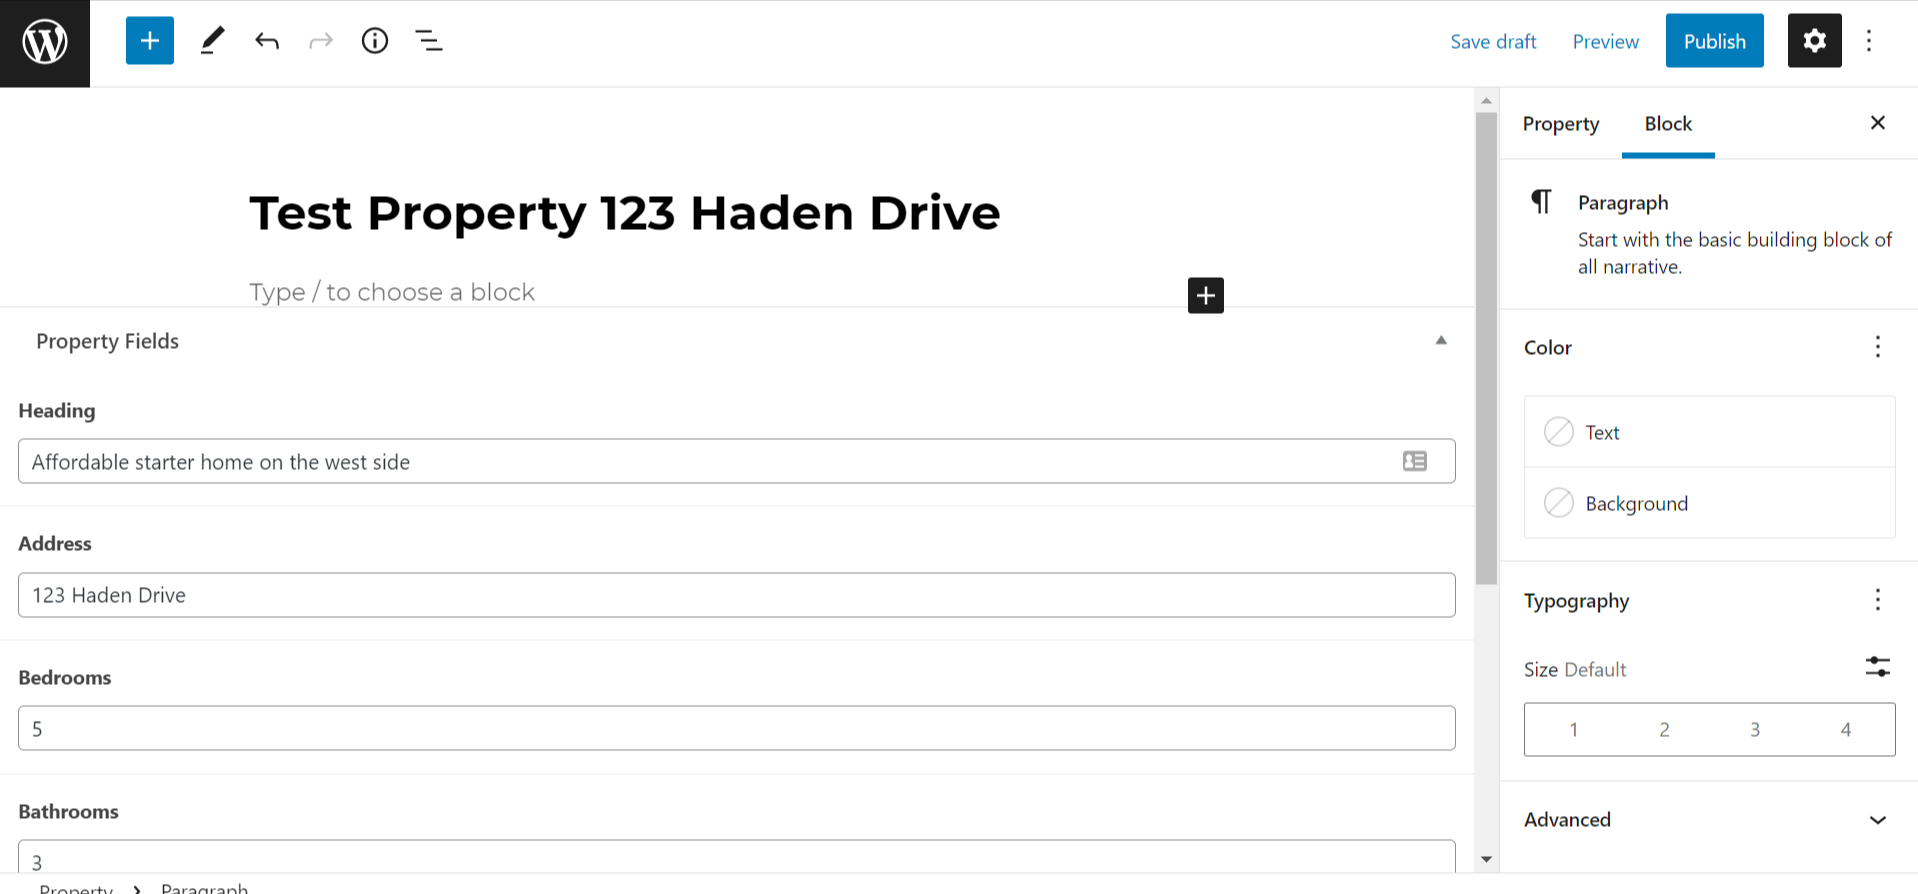 Save draft
Preview
Publish
Test Property 123 Haden Drive
Type / to choose a block
Property Fields
Heading
Affordable starter home on the west side
Address
123 Haden Drive
Bedrooms
5
Bathrooms
3
Property
Paragraph
Property
Block
Paragraph
Start with the basic building block of
all narrative.
Color
Text
Background
Typography
Size Default
1 2 3 4
Advanced